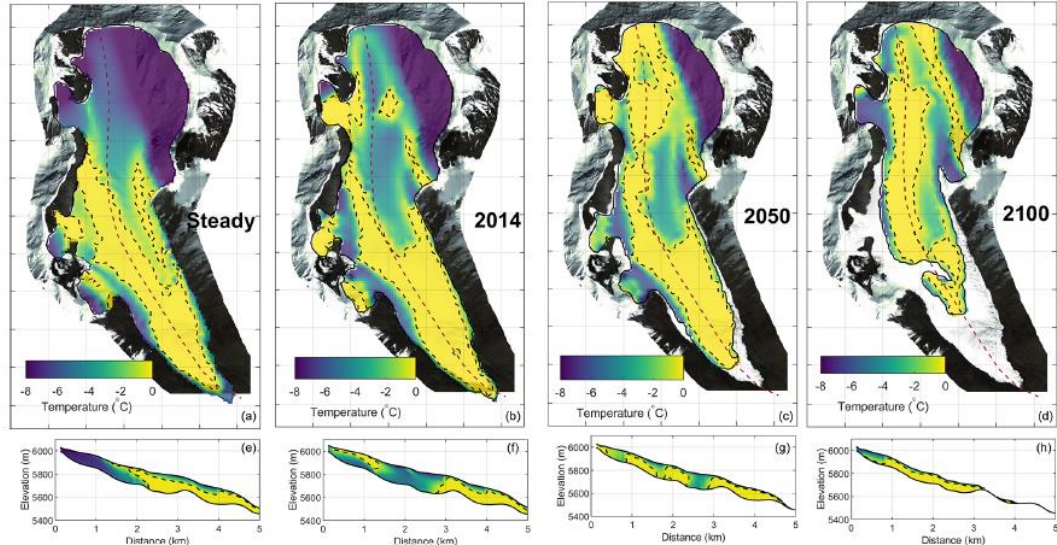 Steady
2014
2050
2100
-8 -6 -4 -2 0
Temperature (°C)
(a)
-8 -6 -4 -2 0
Temperature (°C)
(b)
-8 -6 -4 -2 0
Temperature (°C)
(c)
-8 -6 -4 -2 0
Temperature (°C)
(d)
(e)
6000
5800
5600
5400
Elevation (m)
0 1 2 3 4 5
Distance (km)
(f)
6000
5800
5600
5400
Elevation (m)
0 1 2 3 4 5
Distance (km)
(g)
6000
5800
5600
5400
Elevation (m)
0 1 2 3 4 5
Distance (km)
(h)
6000
5800
5600
5400
Elevation (m)
0 1 2 3 4 5
Distance (km)